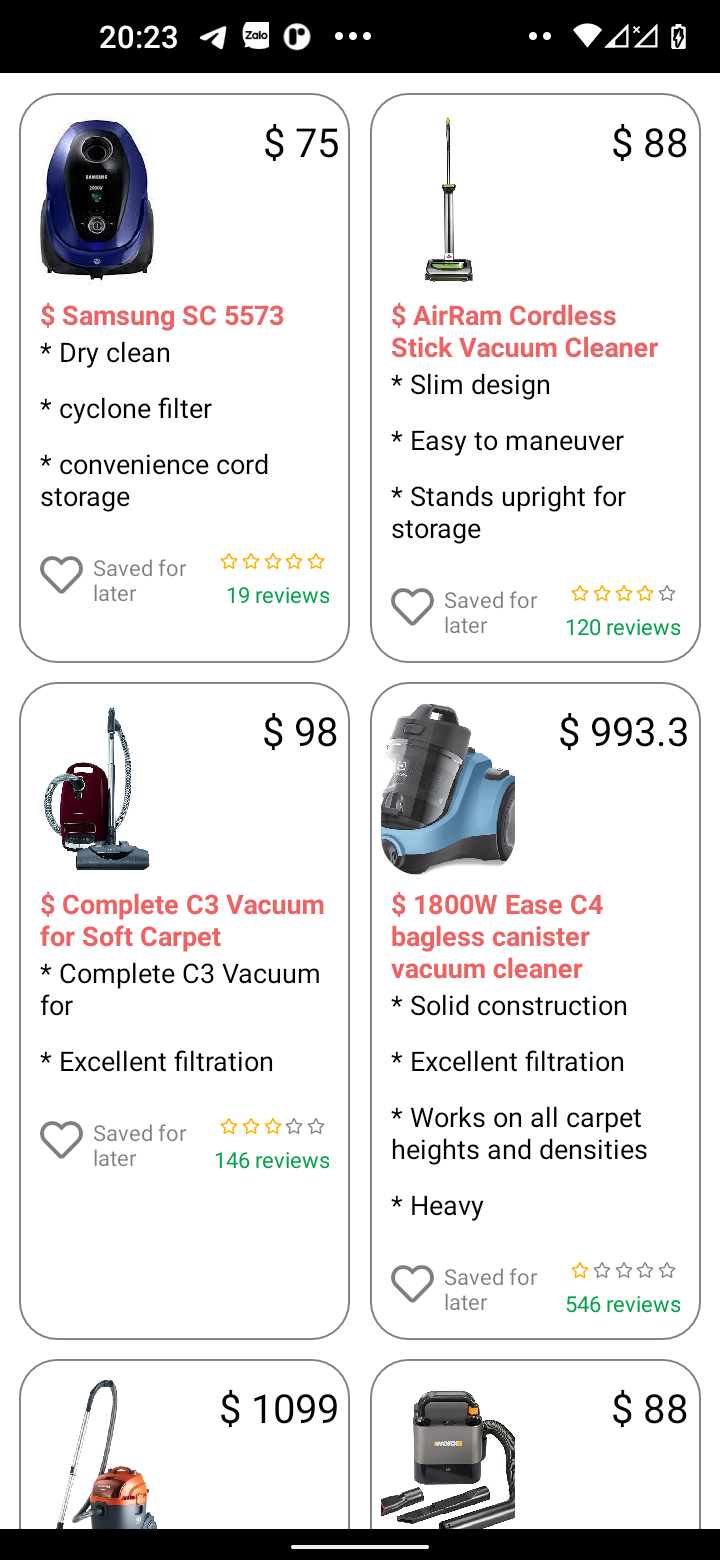 20:23
Zalo
$ 75
SAMSUNG
$ Samsung SC 5573
* Dry clean
* cyclone filter
* convenience cord
storage
Saved for
later
19 reviews
$ 88
$ AirRam Cordless
Stick Vacuum Cleaner
* Slim design
* Easy to maneuver
* Stands upright for
storage
Saved for
later
120 reviews
$ 98
$ Complete C3 Vacuum
for Soft Carpet
* Complete C3 Vacuum
for
* Excellent filtration
Saved for
later
146 reviews
$ 993.3
$ 1800W Ease C4
bagless canister
vacuum cleaner
* Solid construction
* Excellent filtration
* Works on all carpet
heights and densities
* Heavy
Saved for
later
546 reviews
$ 1099
$ 88
WORX